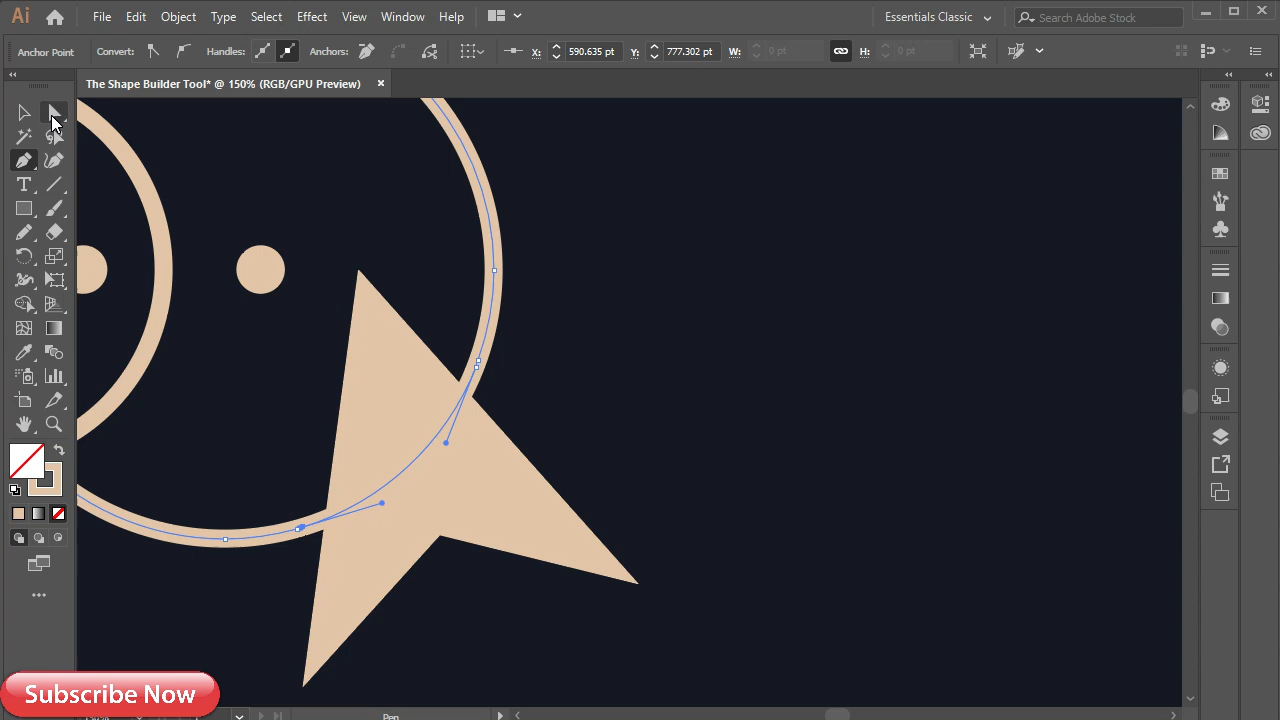 Ai File Edit Object Type Select Effect View Window Help Essentials Classic Search Adobe Stock
Anchor Point Convert: Handles: Anchors: X: 590.635 pt Y: 777.302 pt W: 0 pt H: 0 pt
The Shape Builder Tool* @ 150% (RGB/GPU Preview)
T
Subscribe Now
Pen